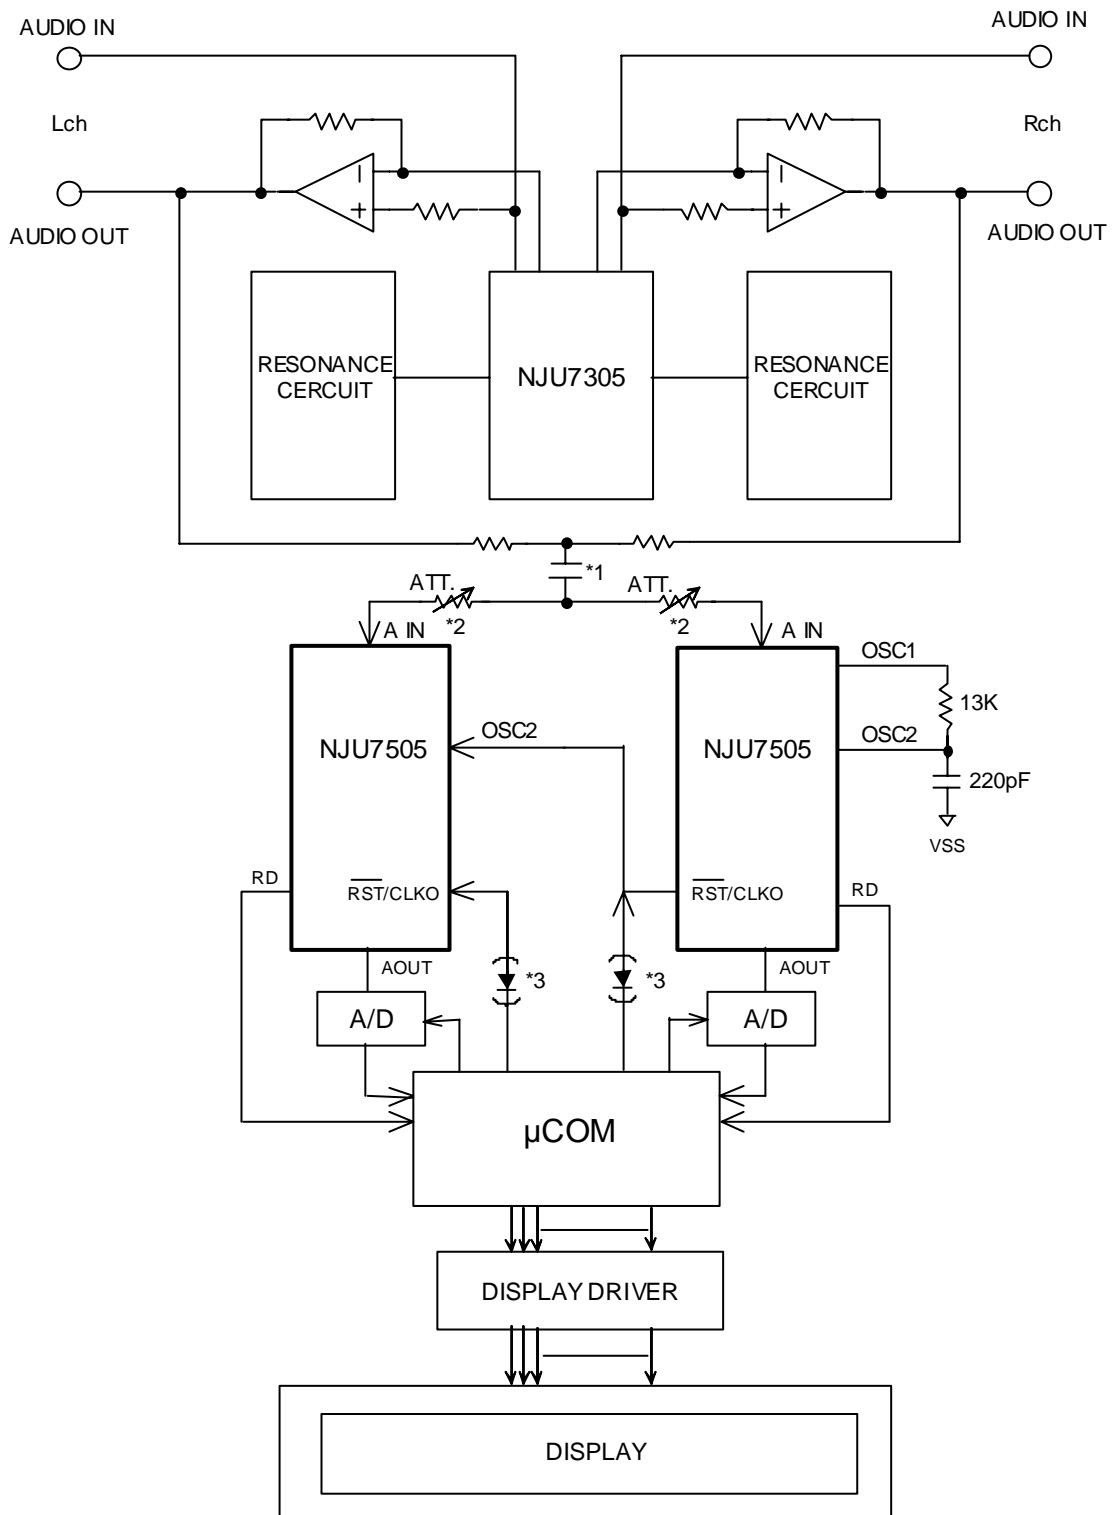 AUDIO IN
AUDIO IN
Lch
Rch
AUDIO OUT
AUDIO OUT
RESONANCE
CERCUIT
NJU7305
RESONANCE
CERCUIT
*1
ATT.
ATT.
*2
*2
A IN
A IN
OSC1
13K
OSC2
OSC2
NJU7505
NJU7505
220pF
VSS
RD
RST/CLKO
RST/CLKO
RD
AOUT
*3
*3
AOUT
A/D
A/D
µCOM
DISPLAY DRIVER
DISPLAY